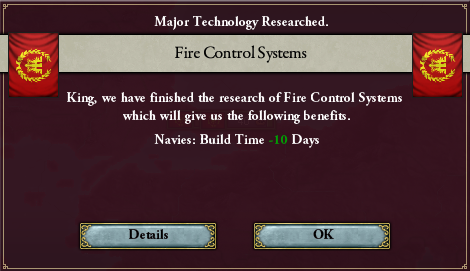 Major Technology Researched.
Fire Control Systems
King, we have finished the research of Fire Control Systems
which will give us the following benefits.
Navies: Build Time -10 Days
Details
OK